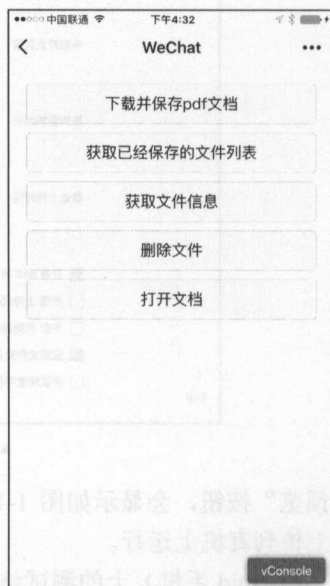 中国联通 下午4:32
WeChat
下载并保存pdf文档
获取已经保存的文件列表
获取文件信息
删除文件
打开文档
vConsole